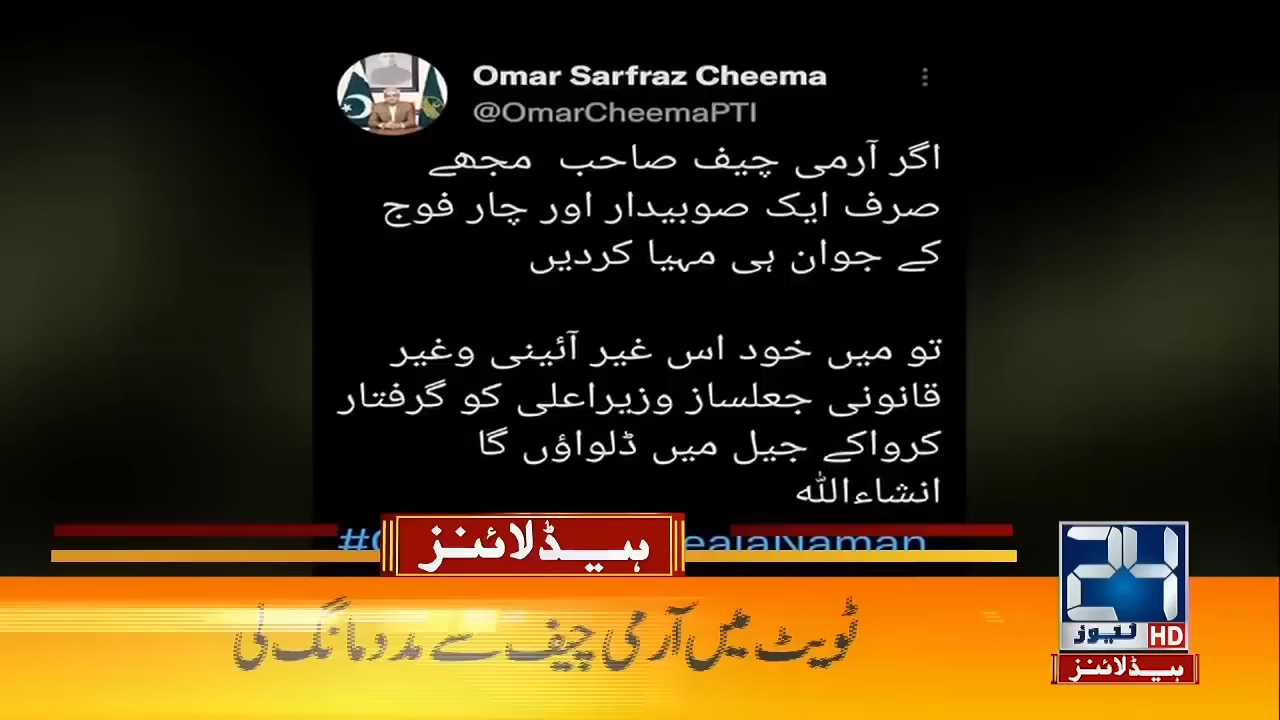 Omar Sarfraz Cheema
@OmarCheemaPTI
اگر آرمی چیف صاحب مجھے
صرف ایک صوبیدار اور چار فوج
کے جوان ہی مہیا کردیں
تو میں خود اس غیر آئینی وغیر
قانونی جعلساز وزیراعلی کو گرفتار
کرواکے جیل میں ڈلواؤں گا
انشاءاللہ
ہیڈلائنز
ٹویٹ میں آرمی چیف سے مدد مانگ لی
24
نیوز HD
ہیڈلائنز